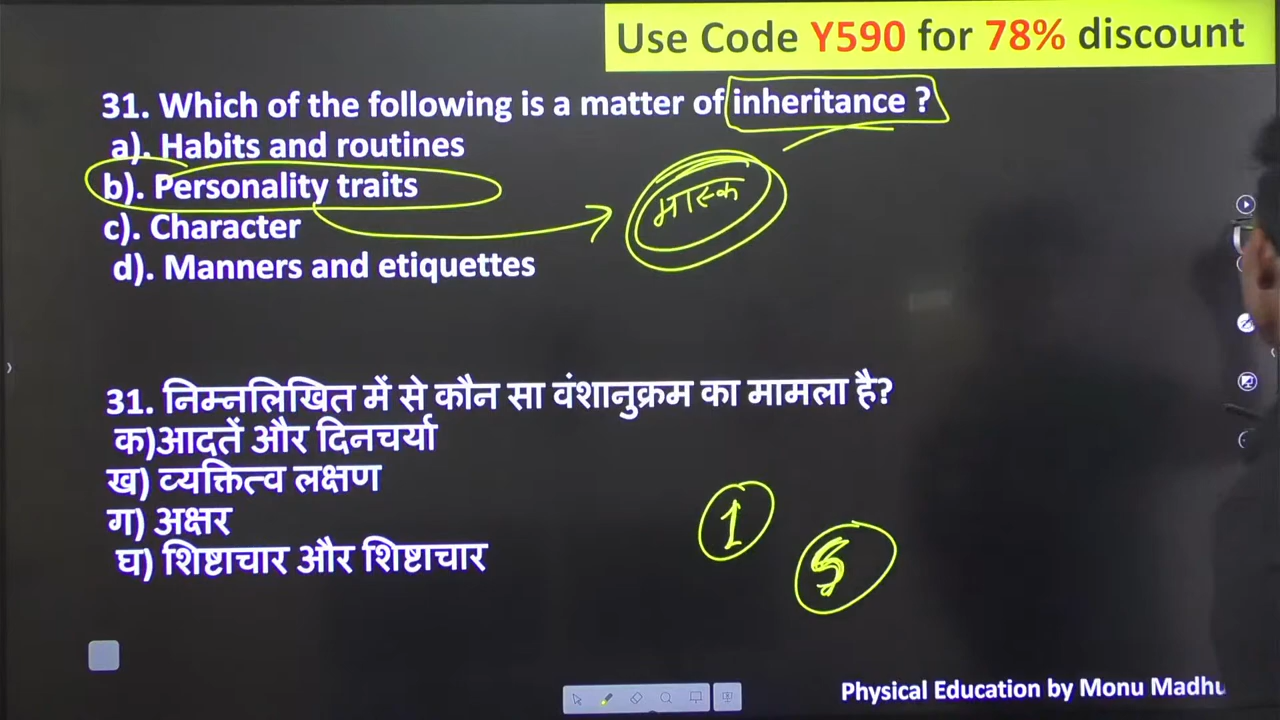 Use Code Y590 for 78% discount
31. Which of the following is a matter of inheritance ?
a). Habits and routines
b). Personality traits
मास्क
c). Character
d). Manners and etiquettes
31. निम्नलिखित में से कौन सा वंशानुक्रम का मामला है?
क)आदतें और दिनचर्या
ख) व्यक्तित्व लक्षण
ग) अक्षर
घ) शिष्टाचार और शिष्टाचार
1
5
Physical Education by Monu Madhu